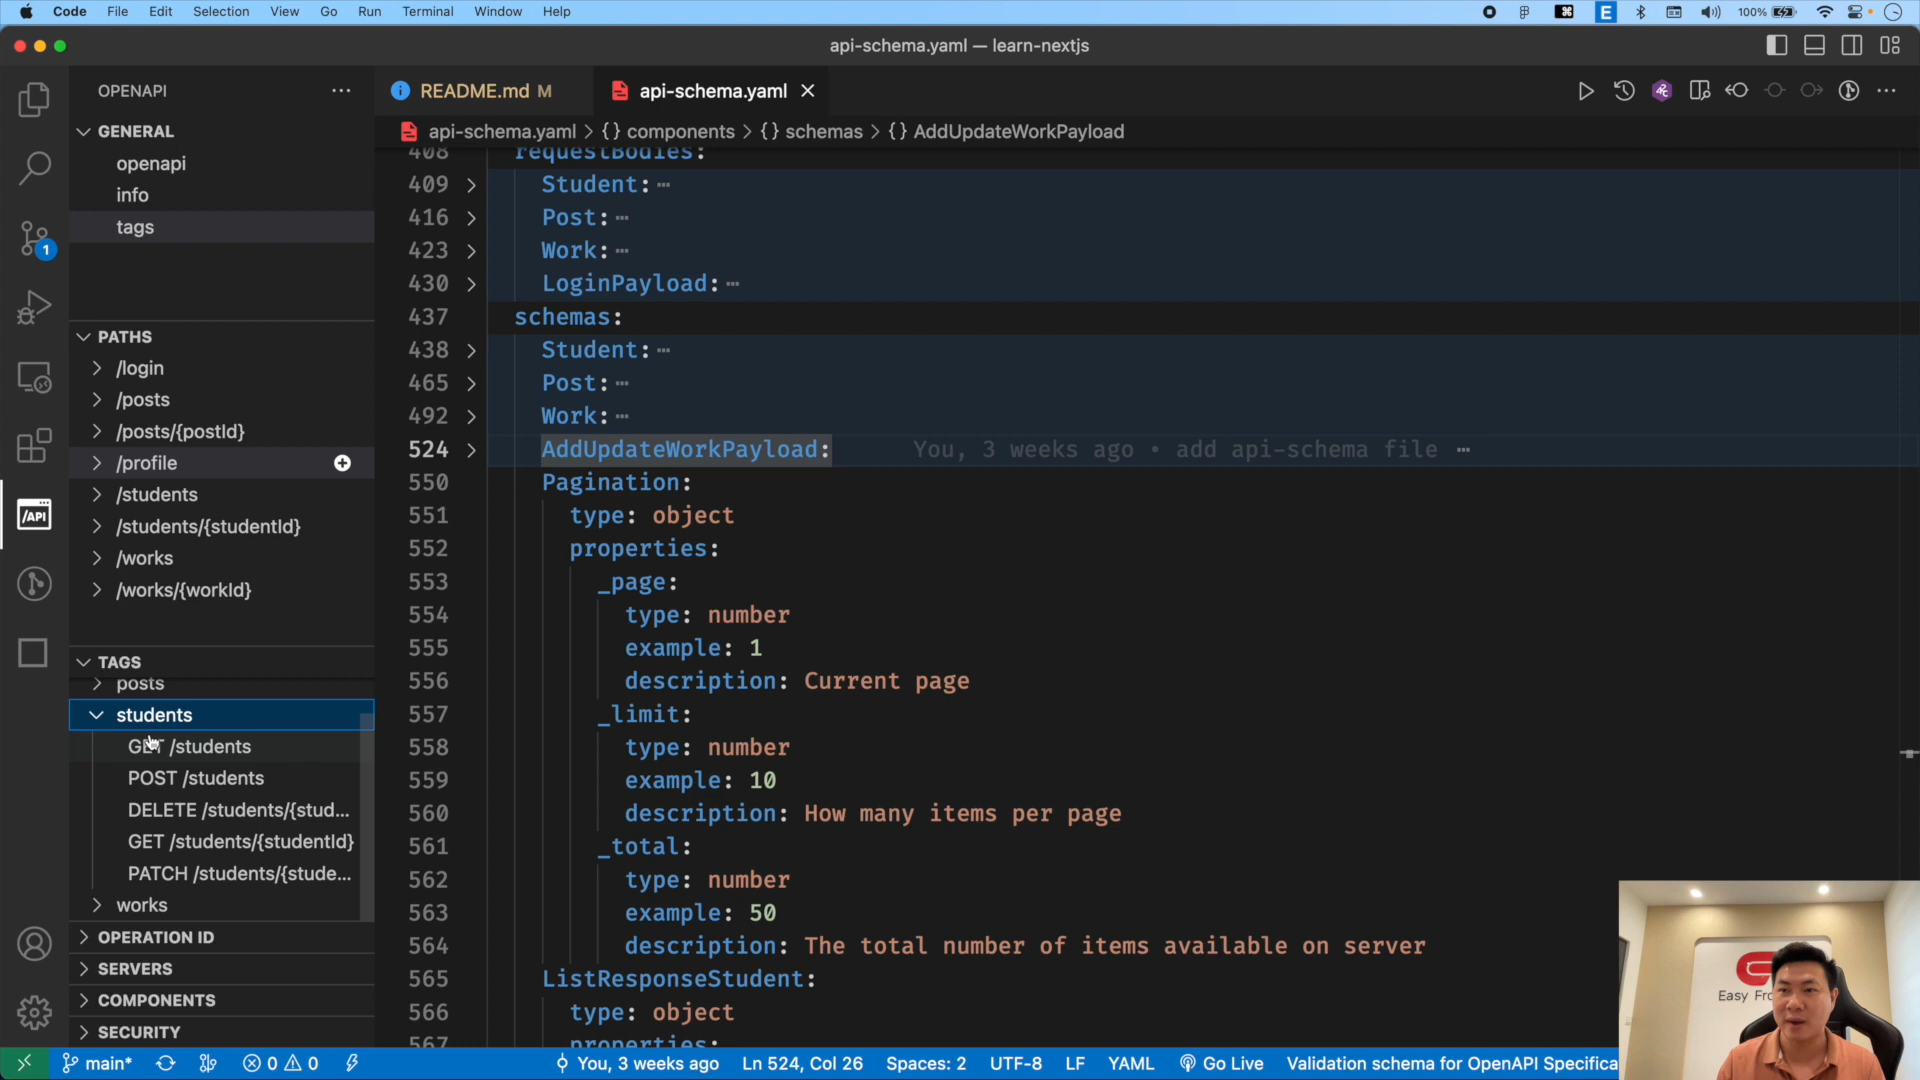 Code File Edit Selection View Go Run Terminal Window Help
E 100%
api-schema.yaml — learn-nextjs
OPENAPI
GENERAL
openapi
info
tags
PATHS
/login
/posts
/posts/{postId}
/profile
/students
/students/{studentId}
/works
/works/{workId}
TAGS
posts
students
GET /students
POST /students
DELETE /students/{stud...
GET /students/{studentId}
PATCH /students/{stude...
works
OPERATION ID
SERVERS
COMPONENTS
SECURITY
/API
1
README.md M
api-schema.yaml
api-schema.yaml > {} components > {} schemas > {} AddUpdateWorkPayload
408 requestBodies:
409 Student: …
416 Post: …
423 Work: …
430 LoginPayload: …
437 schemas:
438 Student: …
465 Post: …
492 Work: …
524 AddUpdateWorkPayload: You, 3 weeks ago • add api-schema file …
550 Pagination:
551 type: object
552 properties:
553 _page:
554 type: number
555 example: 1
556 description: Current page
557 _limit:
558 type: number
559 example: 10
560 description: How many items per page
561 _total:
562 type: number
563 example: 50
564 description: The total number of items available on server
565 ListResponseStudent:
566 type: object
567 properties:
Easy Fro
main* 0 0 You, 3 weeks ago Ln 524, Col 26 Spaces: 2 UTF-8 LF YAML Go Live Validation schema for OpenAPI Specifica